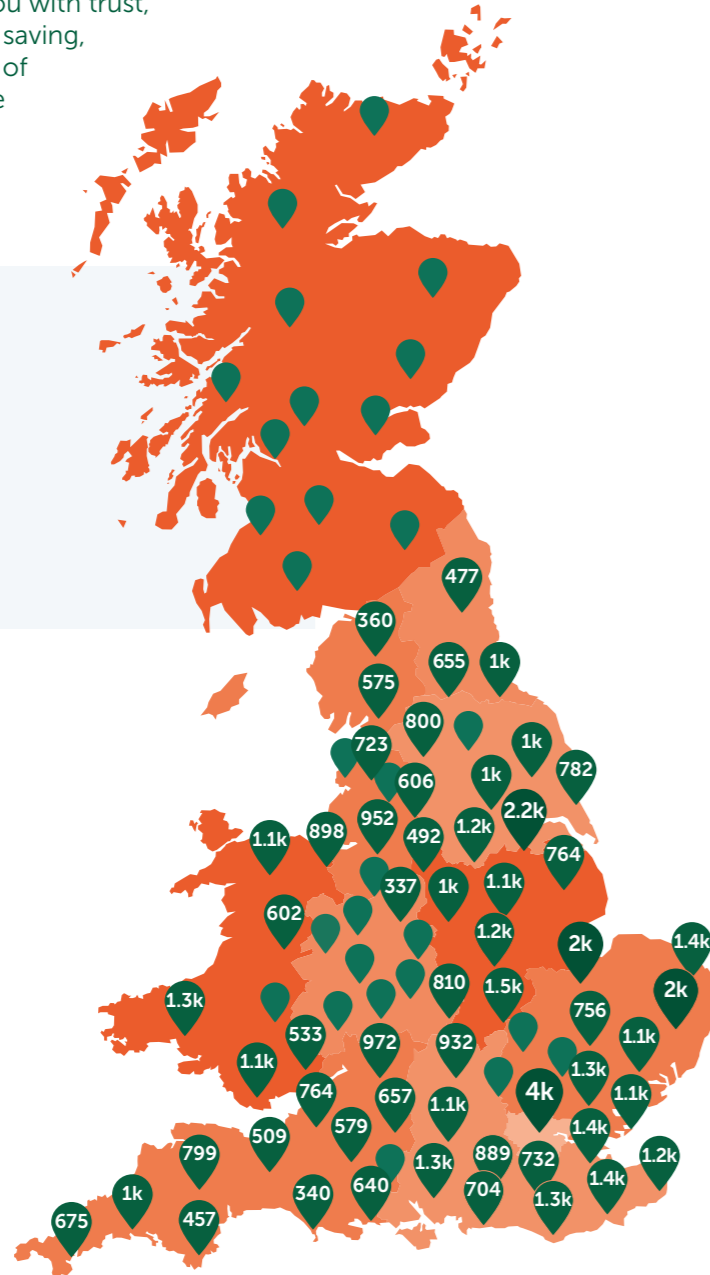 ou with trust,
saving,
of
e
477
360
655
1k
575
800
723
1k
606
1k
782
2.2k
952
1.2k
898
492
1.1k
764
337
1k
1.1k
602
1.2k
2k
1.4k
810
1.5k
2k
1.3k
756
533
972
932
1.1k
1.1k
1.3k
764
657
1.1k
4k
1.1k
509
579
1.4k
799
1.3k
889
732
1.2k
1k
340
640
704
1.3k
1.4k
675
457